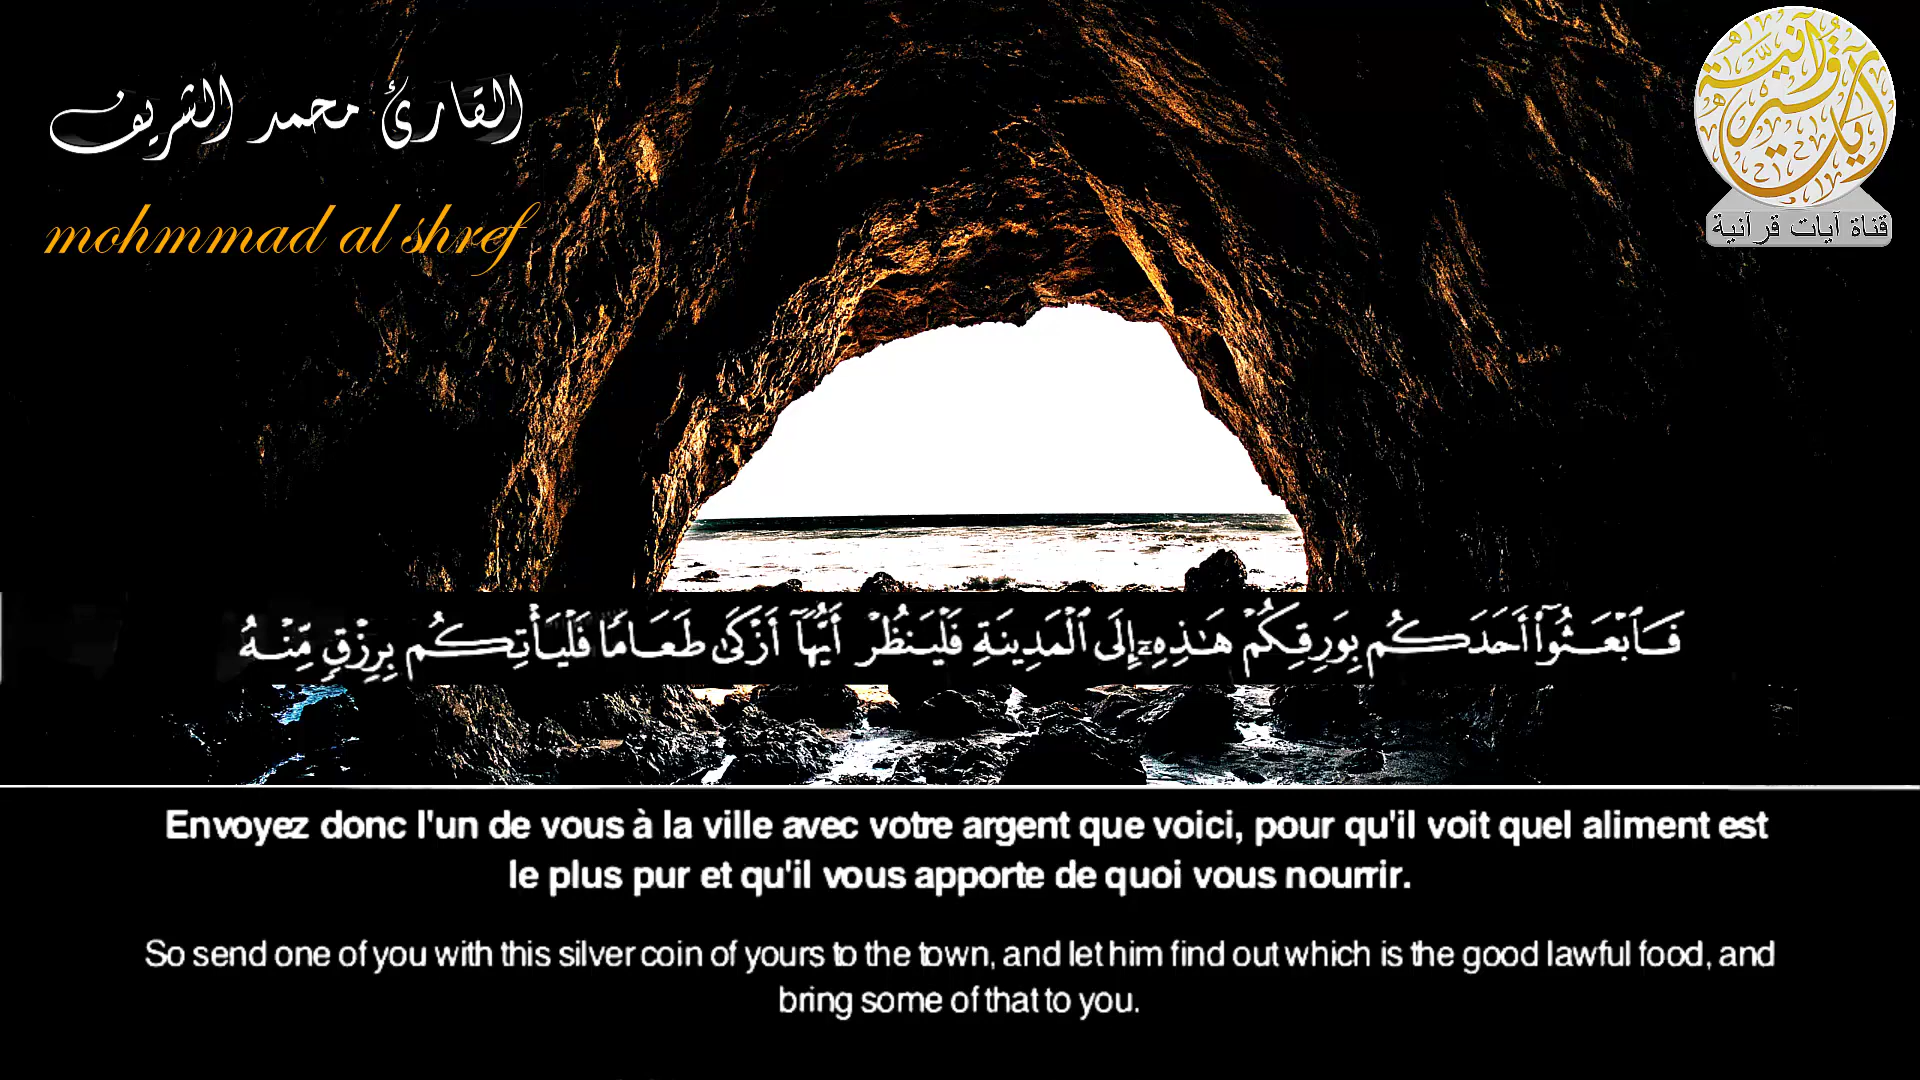 القارئ محمد الشريف
mohmmad al shref
آيات قرآنية
قناة آيات قرآنية
فَٱبْعَثُوٓا۟ أَحَدَكُم بِوَرِقِكُمْ هَـٰذِهِۦٓ إِلَى ٱلْمَدِينَةِ فَلْيَنظُرْ أَيُّهَآ أَزْكَىٰ طَعَامًا فَلْيَأْتِكُم بِرِزْقٍ مِّنْهُ
Envoyez donc l'un de vous à la ville avec votre argent que voici, pour qu'il voit quel aliment est
le plus pur et qu'il vous apporte de quoi vous nourrir.
So send one of you with this silver coin of yours to the town, and let him find out which is the good lawful food, and
bring some of that to you.